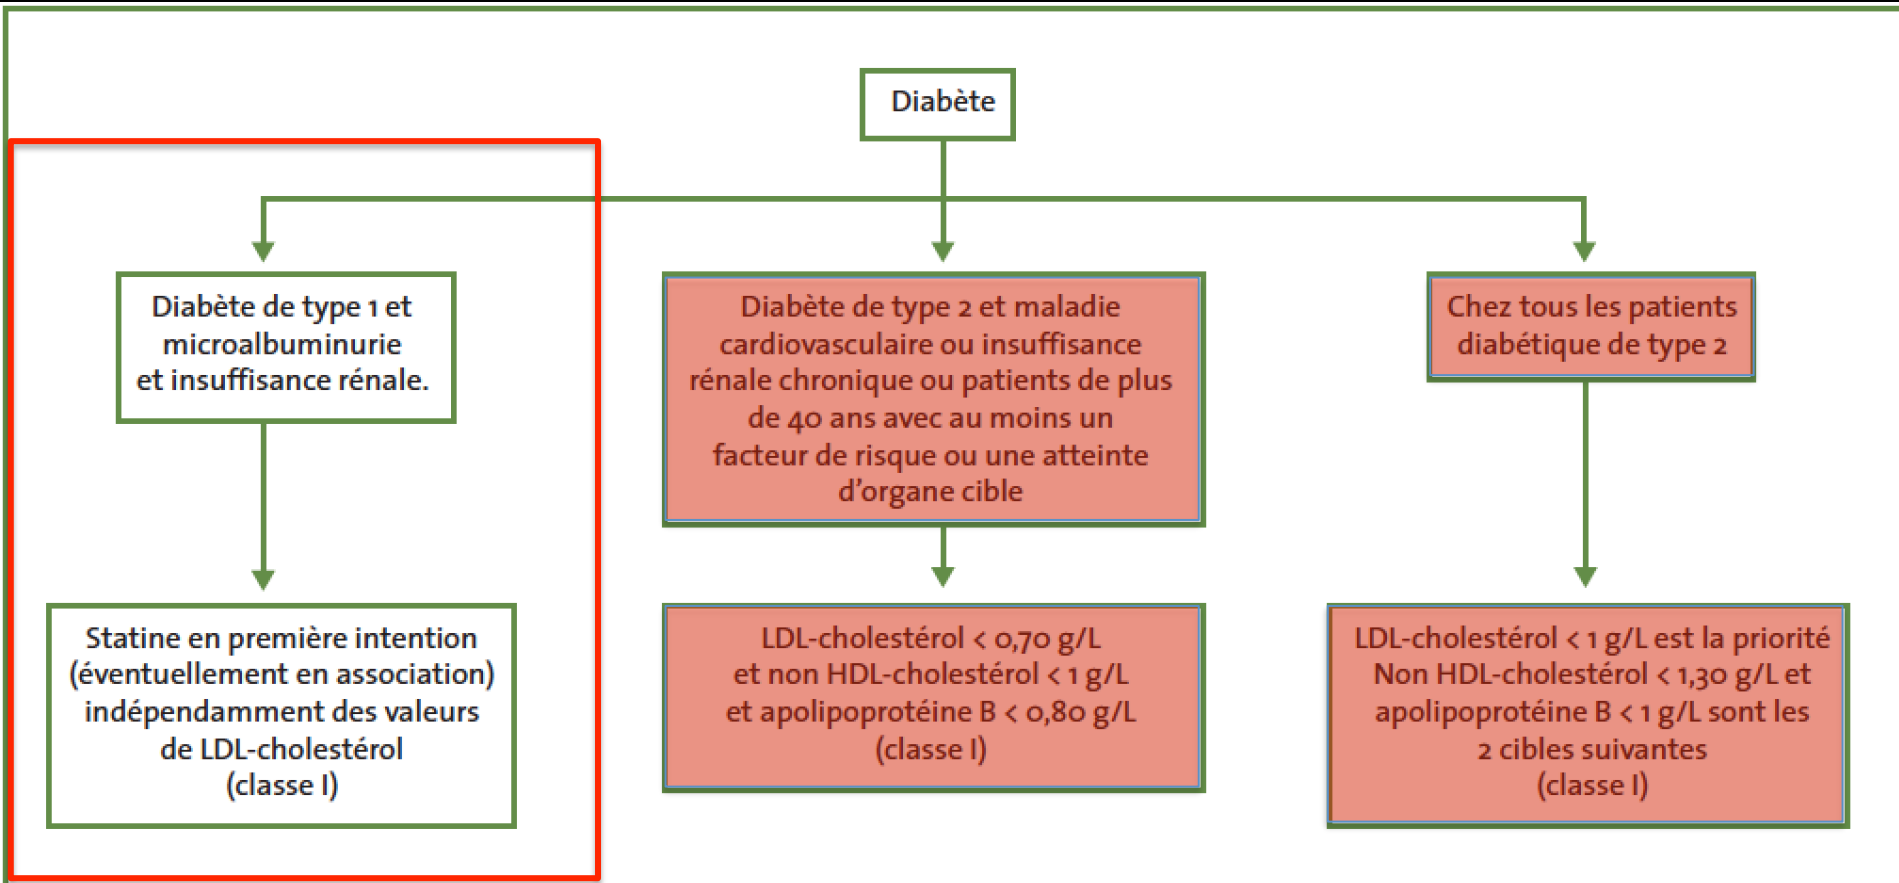 Diabète
Diabète de type 1 et
microalbuminurie
et insuffisance rénale.
Diabète de type 2 et maladie
cardiovasculaire ou insuffisance
rénale chronique ou patients de plus
de 40 ans avec au moins un
facteur de risque ou une atteinte
d’organe cible
Chez tous les patients
diabétique de type 2
Statine en première intention
(éventuellement en association)
indépendamment des valeurs
de LDL-cholestérol
(classe I)
LDL-cholestérol < 0,70 g/L
et non HDL-cholestérol < 1 g/L
et apolipoprotéine B < 0,80 g/L
(classe I)
LDL-cholestérol < 1 g/L est la priorité
Non HDL-cholestérol < 1,30 g/L et
apolipoprotéine B < 1 g/L sont les
2 cibles suivantes
(classe I)